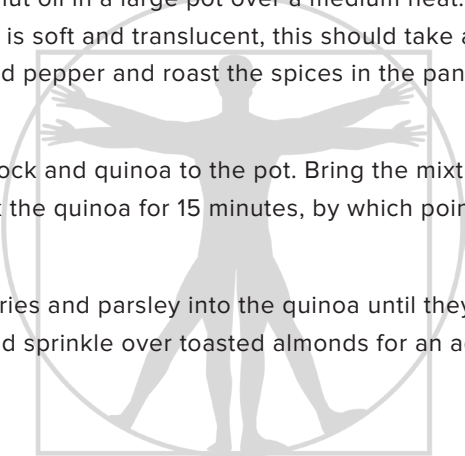 oil in a large pot over a medium heat.
is soft and translucent, this should take
d pepper and roast the spices in the pan
ock and quinoa to the pot. Bring the mixt
the quinoa for 15 minutes, by which poin
ries and parsley into the quinoa until they
d sprinkle over toasted almonds for an a